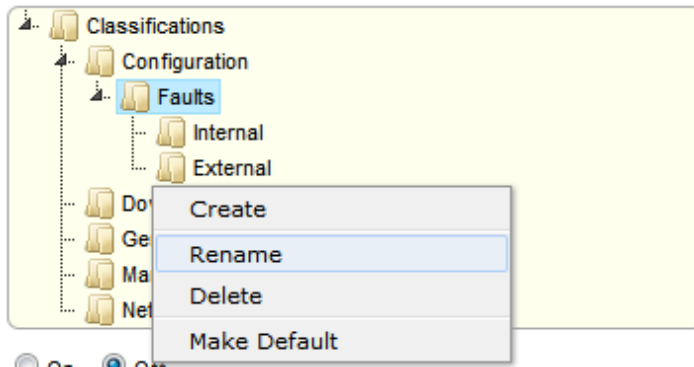 Classifications
Configuration
Faults
Internal
External
Create
Rename
Delete
Make Default